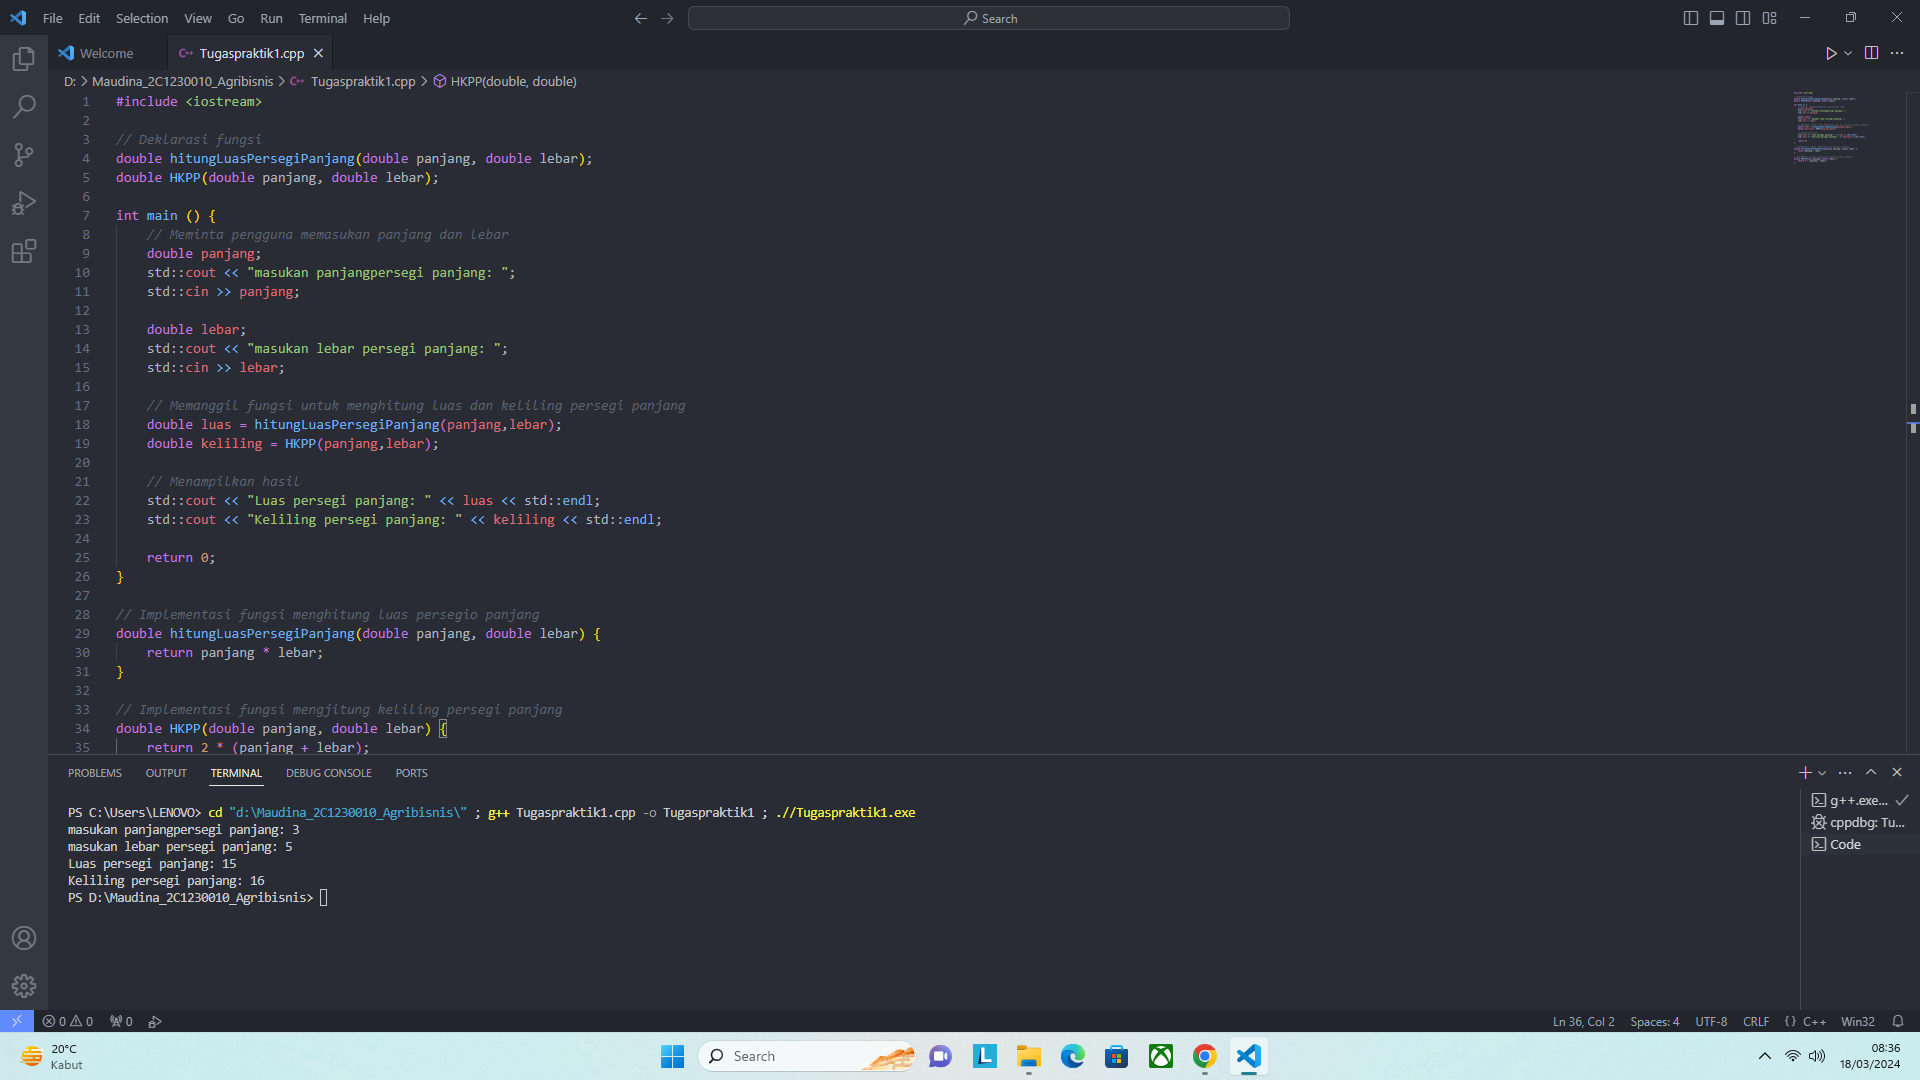 File Edit Selection View Go Run Terminal Help
Search
Welcome
Tugaspraktik1.cpp
D: > Maudina_2C1230010_Agribisnis > Tugaspraktik1.cpp > HKPP(double, double)
1 #include <iostream>
2
3 // Deklarasi fungsi
4 double hitungLuasPersegiPanjang(double panjang, double lebar);
5 double HKPP(double panjang, double lebar);
6
7 int main () {
8     // Meminta pengguna memasukan panjang dan lebar
9     double panjang;
10     std::cout << "masukan panjangpersegi panjang: ";
11     std::cin >> panjang;
12
13     double lebar;
14     std::cout << "masukan lebar persegi panjang: ";
15     std::cin >> lebar;
16
17     // Memanggil fungsi untuk menghitung luas dan keliling persegi panjang
18     double luas = hitungLuasPersegiPanjang(panjang,lebar);
19     double keliling = HKPP(panjang,lebar);
20
21     // Menampilkan hasil
22     std::cout << "Luas persegi panjang: " << luas << std::endl;
23     std::cout << "Keliling persegi panjang: " << keliling << std::endl;
24
25     return 0;
26 }
27
28 // Implementasi fungsi menghitung luas persegio panjang
29 double hitungLuasPersegiPanjang(double panjang, double lebar) {
30     return panjang * lebar;
31 }
32
33 // Implementasi fungsi mengjitung keliling persegi panjang
34 double HKPP(double panjang, double lebar) {
35     return 2 * (panjang + lebar);
PROBLEMS OUTPUT TERMINAL DEBUG CONSOLE PORTS
PS C:\Users\LENOVO> cd "d:\Maudina_2C1230010_Agribisnis\" ; g++ Tugaspraktik1.cpp -o Tugaspraktik1 ; .//Tugaspraktik1.exe
masukan panjangpersegi panjang: 3
masukan lebar persegi panjang: 5
Luas persegi panjang: 15
Keliling persegi panjang: 16
PS D:\Maudina_2C1230010_Agribisnis>
g++.exe...
cppdbg: Tu...
Code
0 0 0
Ln 36, Col 2 Spaces: 4 UTF-8 CRLF {} C++ Win32
20°C
Kabut
Search
08:36
18/03/2024